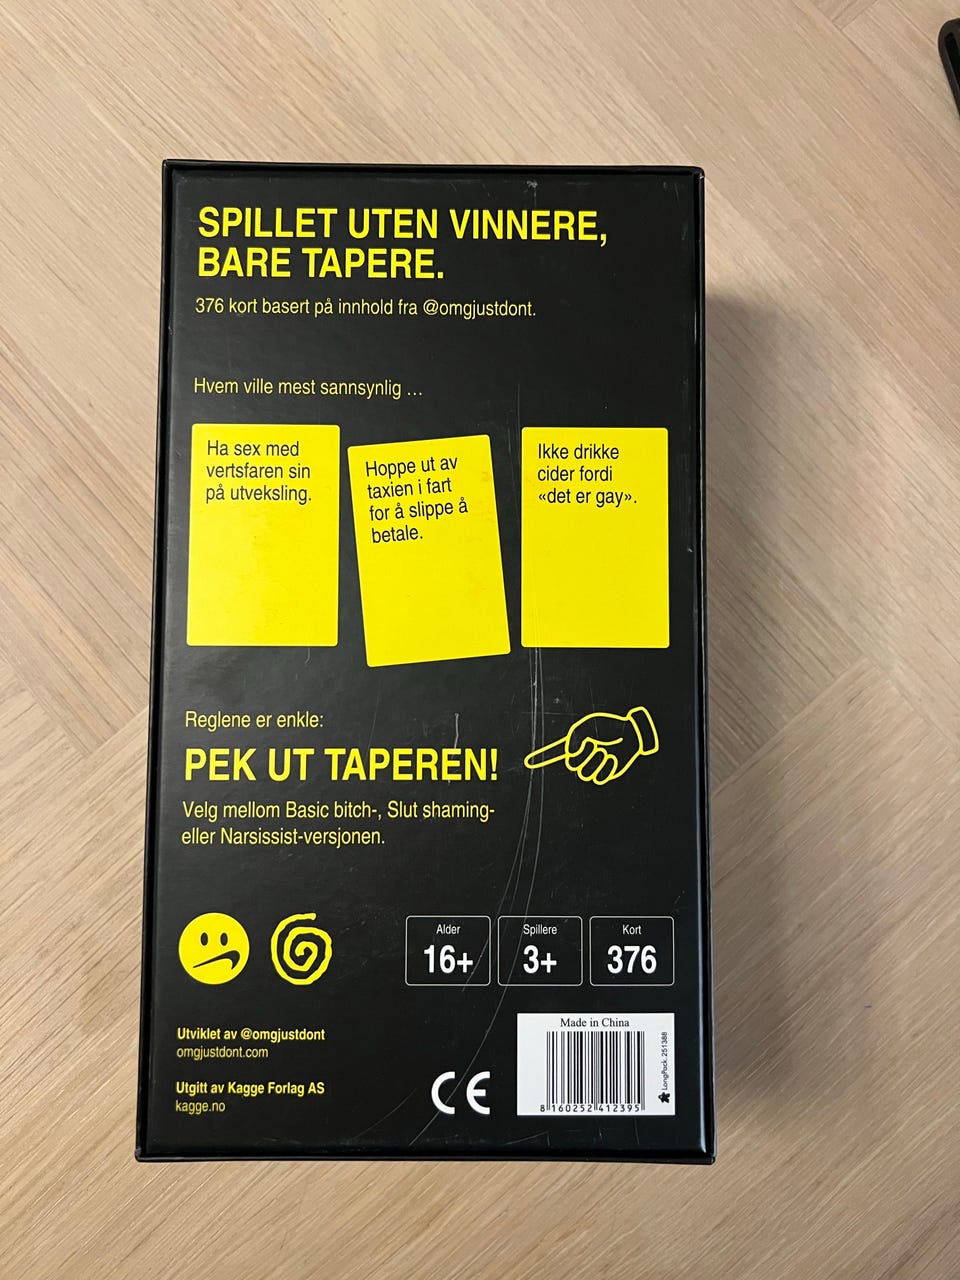 SPILLET UTEN VINNERE,
BARE TAPERE.
376 kort basert på innhold fra @omgjustdont.
Hvem ville mest sannsynlig ...
Ha sex med
vertsfaren sin
på utveksling.
Hoppe ut av
taxien i fart
for å slippe å
betale.
Ikke drikke
cider fordi
«det er gay».
Reglene er enkle:
PEK UT TAPEREN!
Velg mellom Basic bitch-, Slut shaming-
eller Narsissist-versjonen.
Alder
16+
Spillere
3+
Kort
376
Utviklet av @omgjustdont
omgjustdont.com
Utgitt av Kagge Forlag AS
kagge.no
CE
Made in China
8 160252 412395
LongPack. 251388